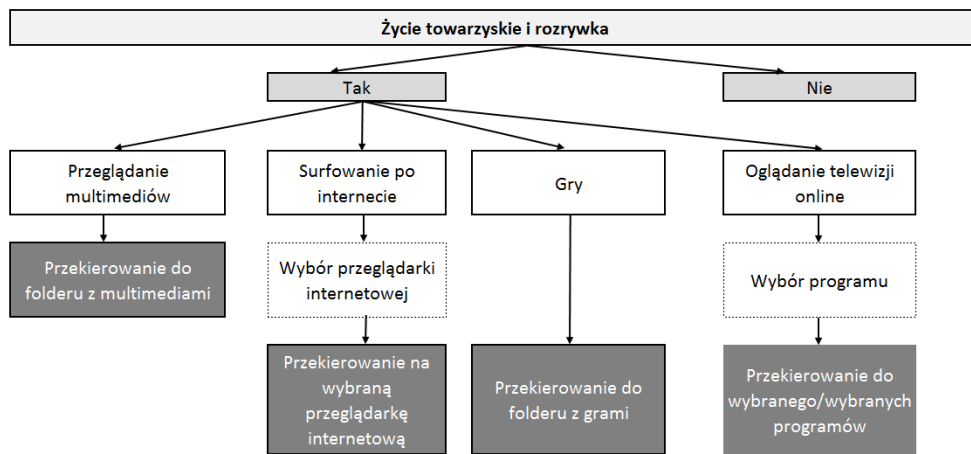 Życie towarzyskie i rozrywka
Tak
Nie
Przeglądanie
multimediów
Surfowanie po
internecie
Gry
Oglądanie telewizji
online
Przekierowanie do
folderu z multimediami
Wybór przeglądarki
internetowej
Wybór programu
Przekierowanie na
wybraną
przeglądarkę
internetową
Przekierowanie do
folderu z grami
Przekierowanie do
wybranego/wybranych
programów